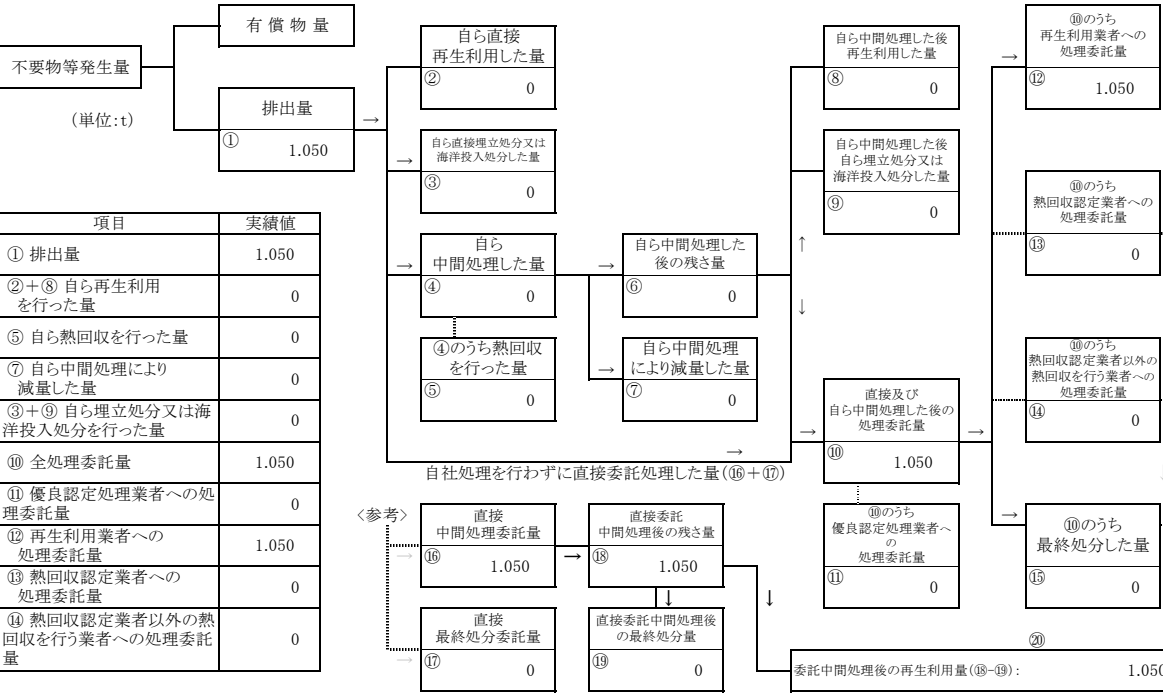 有 償 物 量
不要物等発生量
(単位:t)
排出量
→
①
1.050
自ら直接
再生利用した量
②
0
→
自ら直接埋立処分又は
海洋投入処分した量
③
0
→
自ら
中間処理した量
④
0
④のうち熱回収
を行った量
⑤
0
→
自ら中間処理した
後の残さ量
⑥
0
→
自ら中間処理
により減量した量
⑦
0
自ら中間処理した後
再生利用した量
⑧
0
自ら中間処理した後
自ら埋立処分又は
海洋投入処分した量
⑨
0
↑
↓
→
自社処理を行わずに直接委託処理した量(⑯+⑰)
→
直接及び
自ら中間処理した後の
処理委託量
⑩
1.050
→
⑩のうち
優良認定処理業者へ
の
処理委託量
⑪
0
→
⑩のうち
再生利用業者への
処理委託量
⑫
1.050
⑩のうち
熱回収認定業者への
処理委託量
⑬
0
⑩のうち
熱回収認定業者以外の
熱回収を行う業者への
処理委託量
⑭
0
→
⑩のうち
最終処分した量
⑮
0
項目 実績値
① 排出量 1.050
②+⑧ 自ら再生利用
を行った量 0
⑤ 自ら熱回収を行った量 0
⑦ 自ら中間処理により
減量した量 0
③+⑨ 自ら埋立処分又は海
洋投入処分を行った量 0
⑩ 全処理委託量 1.050
⑪ 優良認定処理業者への処
理委託量 0
⑫ 再生利用業者への
処理委託量 1.050
⑬ 熱回収認定業者への
処理委託量 0
⑭ 熱回収認定業者以外の熱
回収を行う業者への処理委託
量 0
〈参考〉
→
直接
中間処理委託量
⑯
1.050
→
直接委託
中間処理後の残さ量
⑱
1.050
↓
↓
→
直接
最終処分委託量
⑰
0
直接委託中間処理後
の最終処分量
⑲
0
⑳
委託中間処理後の再生利用量(⑱-⑲): 1.050